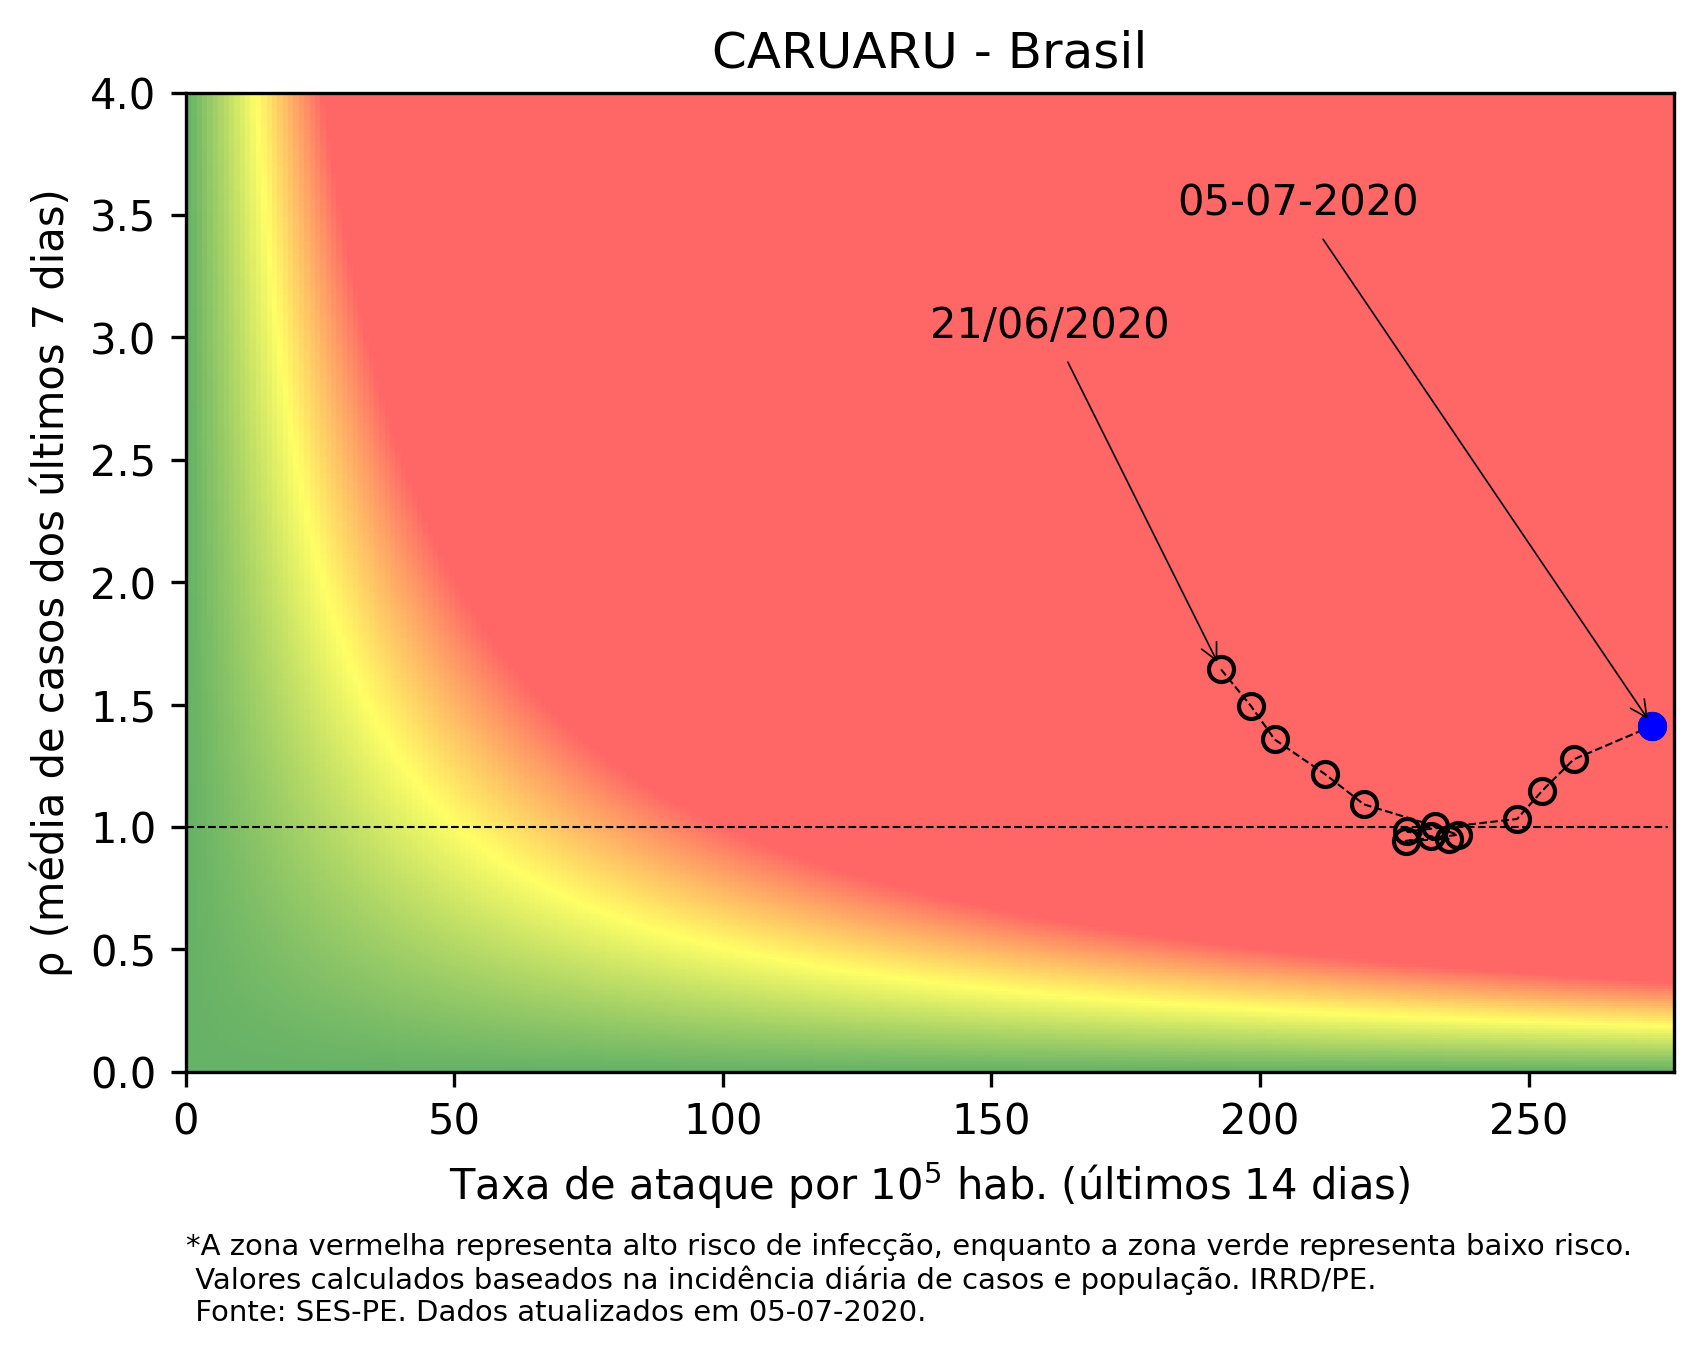 CARUARU - Brasil
4.0
3.5
3.0
2.5
2.0
1.5
1.0
0.5
0.0
ρ (média de casos dos últimos 7 dias)
05-07-2020
21/06/2020
0 50 100 150 200 250
Taxa de ataque por 10⁵ hab. (últimos 14 dias)
*A zona vermelha representa alto risco de infecção, enquanto a zona verde representa baixo risco.
Valores calculados baseados na incidência diária de casos e população. IRRD/PE.
Fonte: SES-PE. Dados atualizados em 05-07-2020.